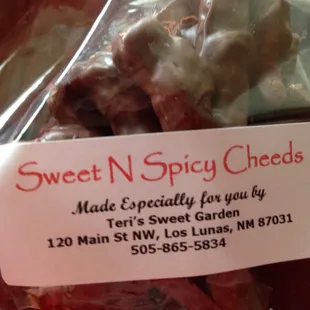 Sweet N Spicy Cheeds
Made Especially for you by
Teri's Sweet Garden
120 Main St NW, Los Lunas, NM 87031
505-865-5834